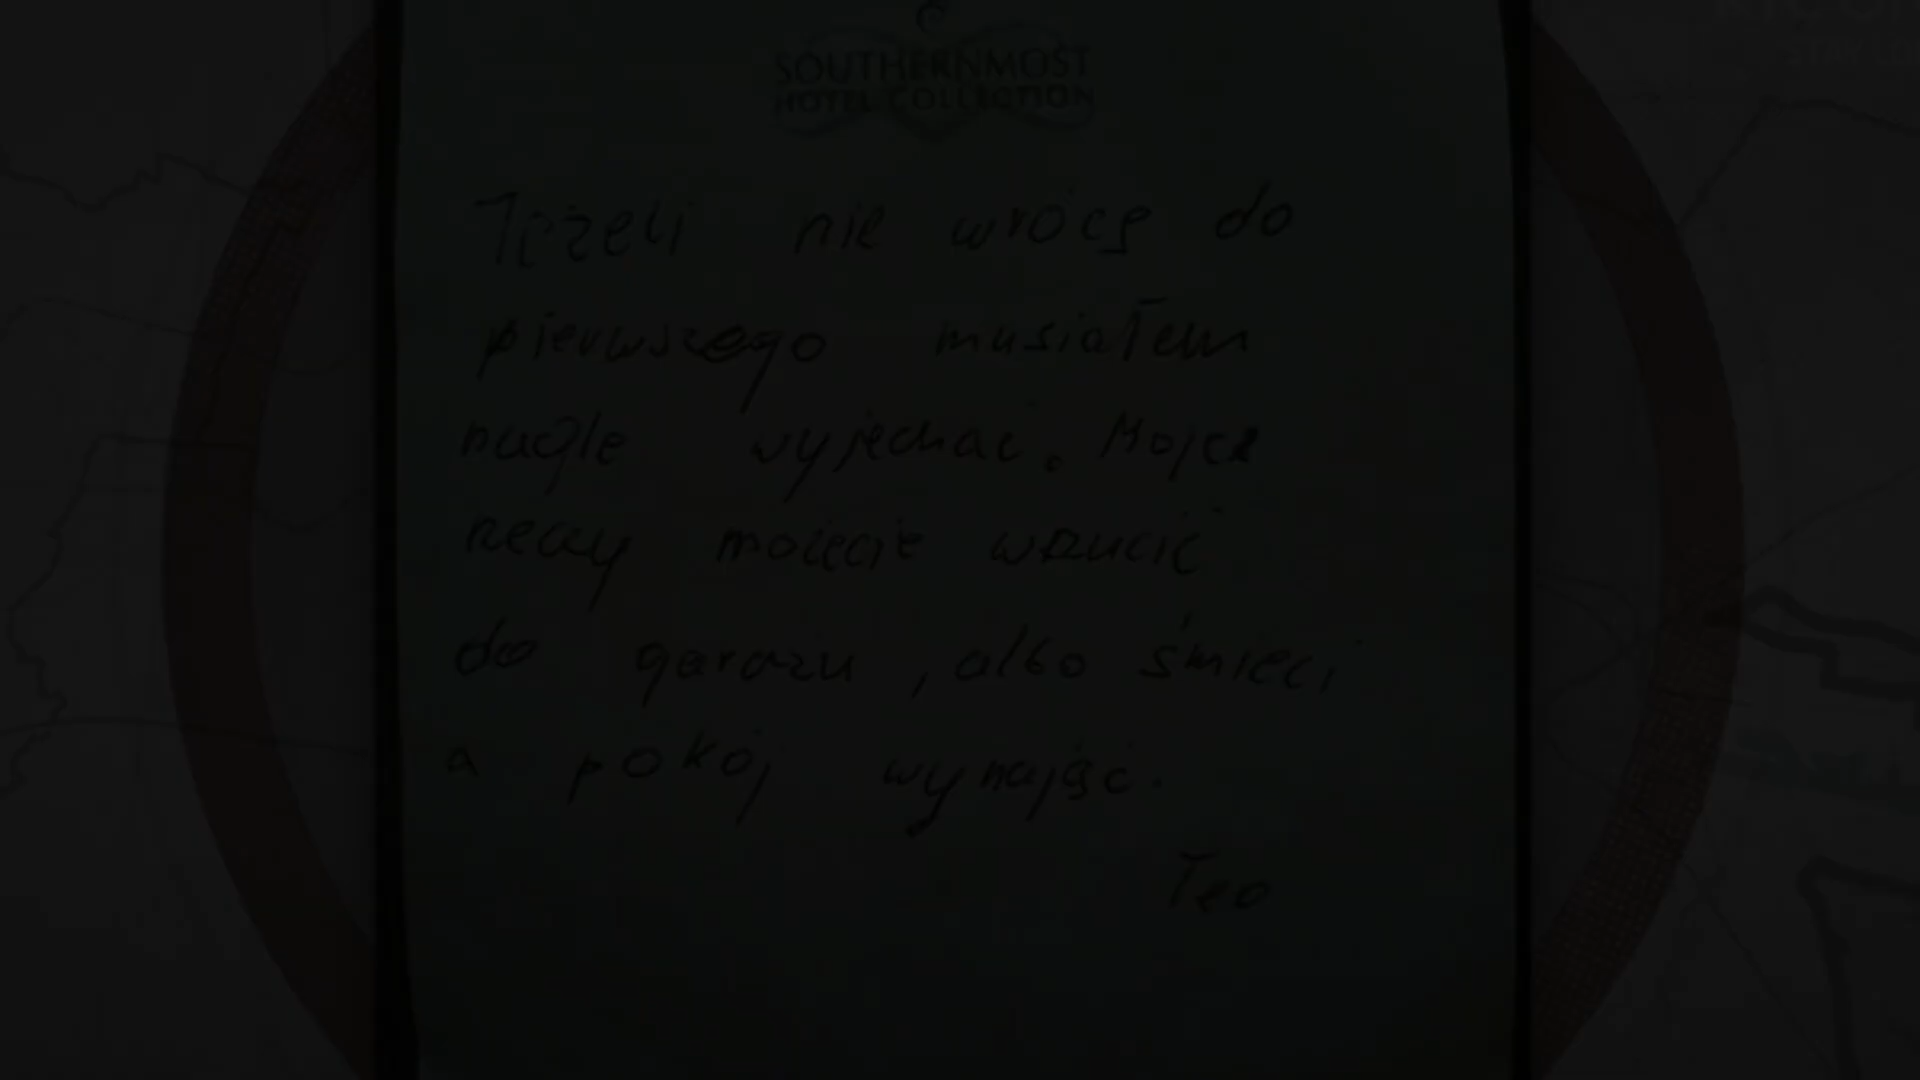 SOUTHERNMOST
HOTEL COLLECTION
Jeżeli nie wrócę do
pierwszego musiałem
nagle wyjechać. Moje
rzeczy możecie wrzucić
do garażu, albo śmieci
a pokój wynająć.
Teo